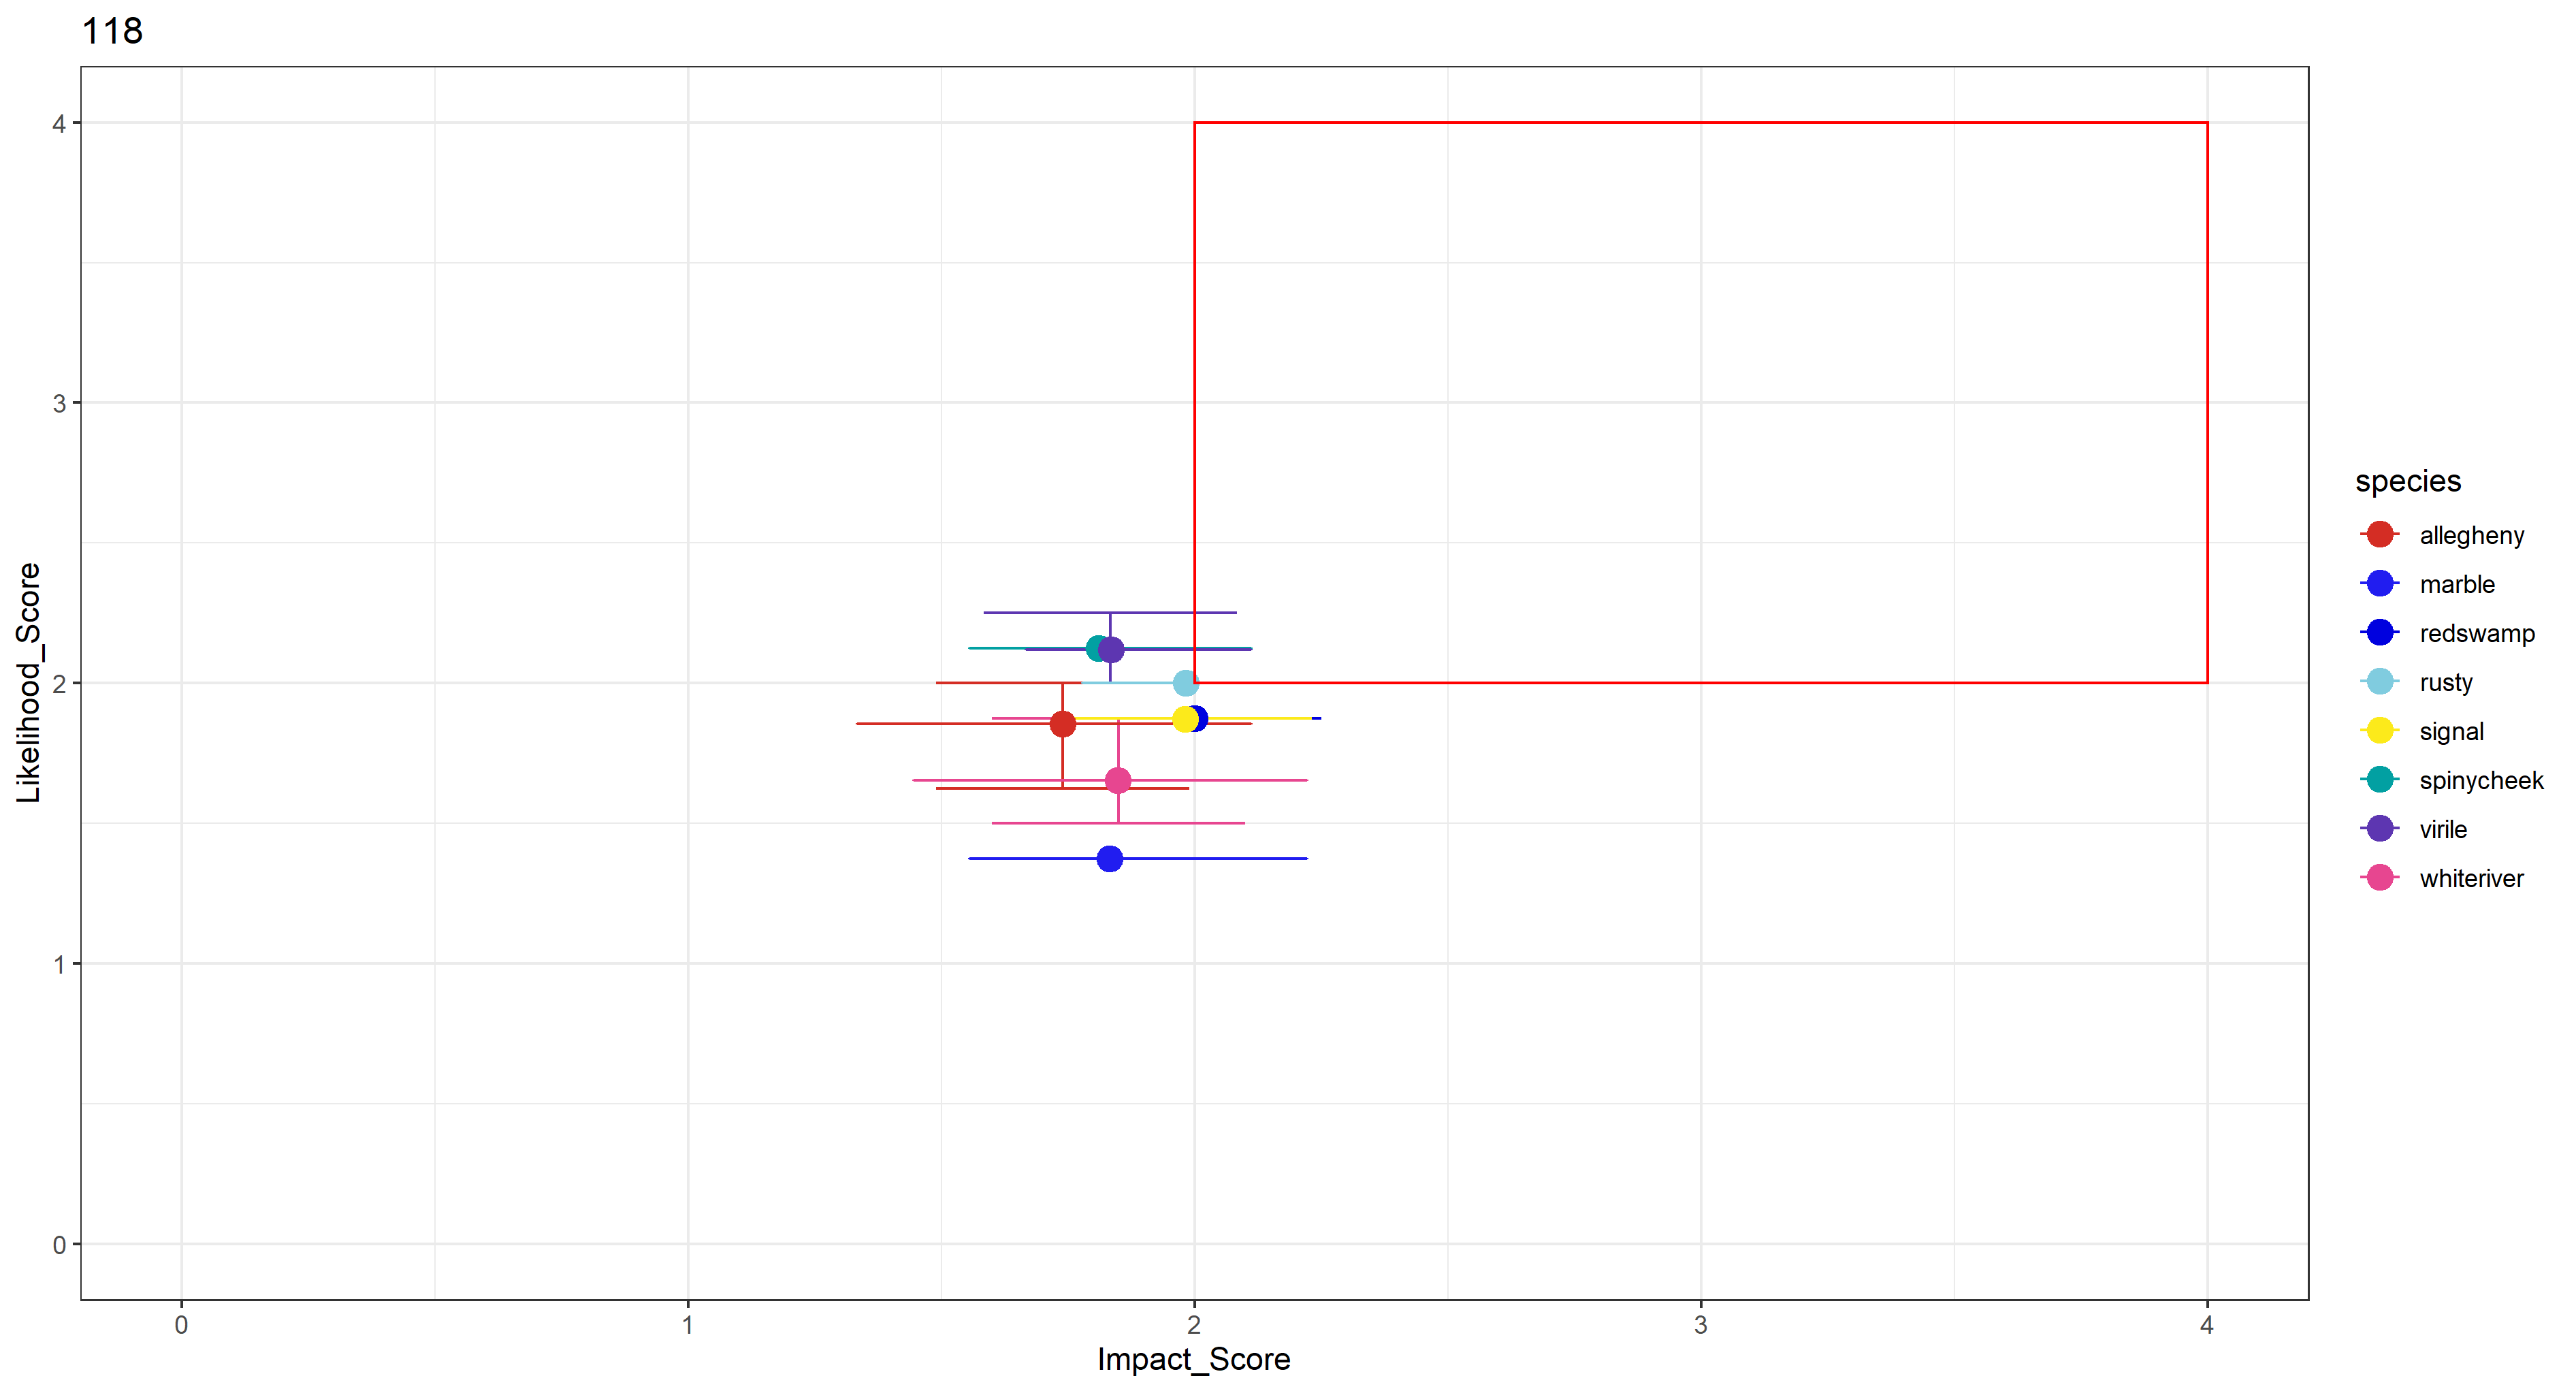 118
4
3
2
1
0
Likelihood_Score
0 1 2 3 4
Impact_Score
species
allegheny
marble
redswamp
rusty
signal
spinycheek
virile
whiteriver